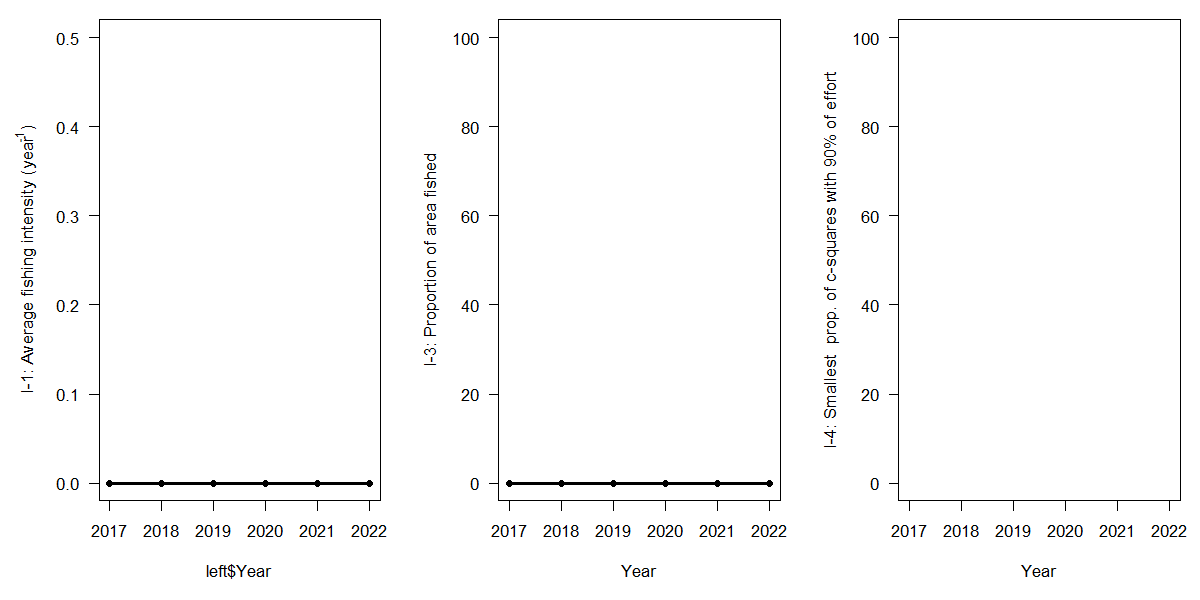 I-1: Average fishing intensity (year-1)
0.5
0.4
0.3
0.2
0.1
0.0
2017 2018 2019 2020 2021 2022
left$Year
I-3: Proportion of area fished
100
80
60
40
20
0
2017 2018 2019 2020 2021 2022
Year
I-4: Smallest prop. of c-squares with 90% of effort
100
80
60
40
20
0
2017 2018 2019 2020 2021 2022
Year